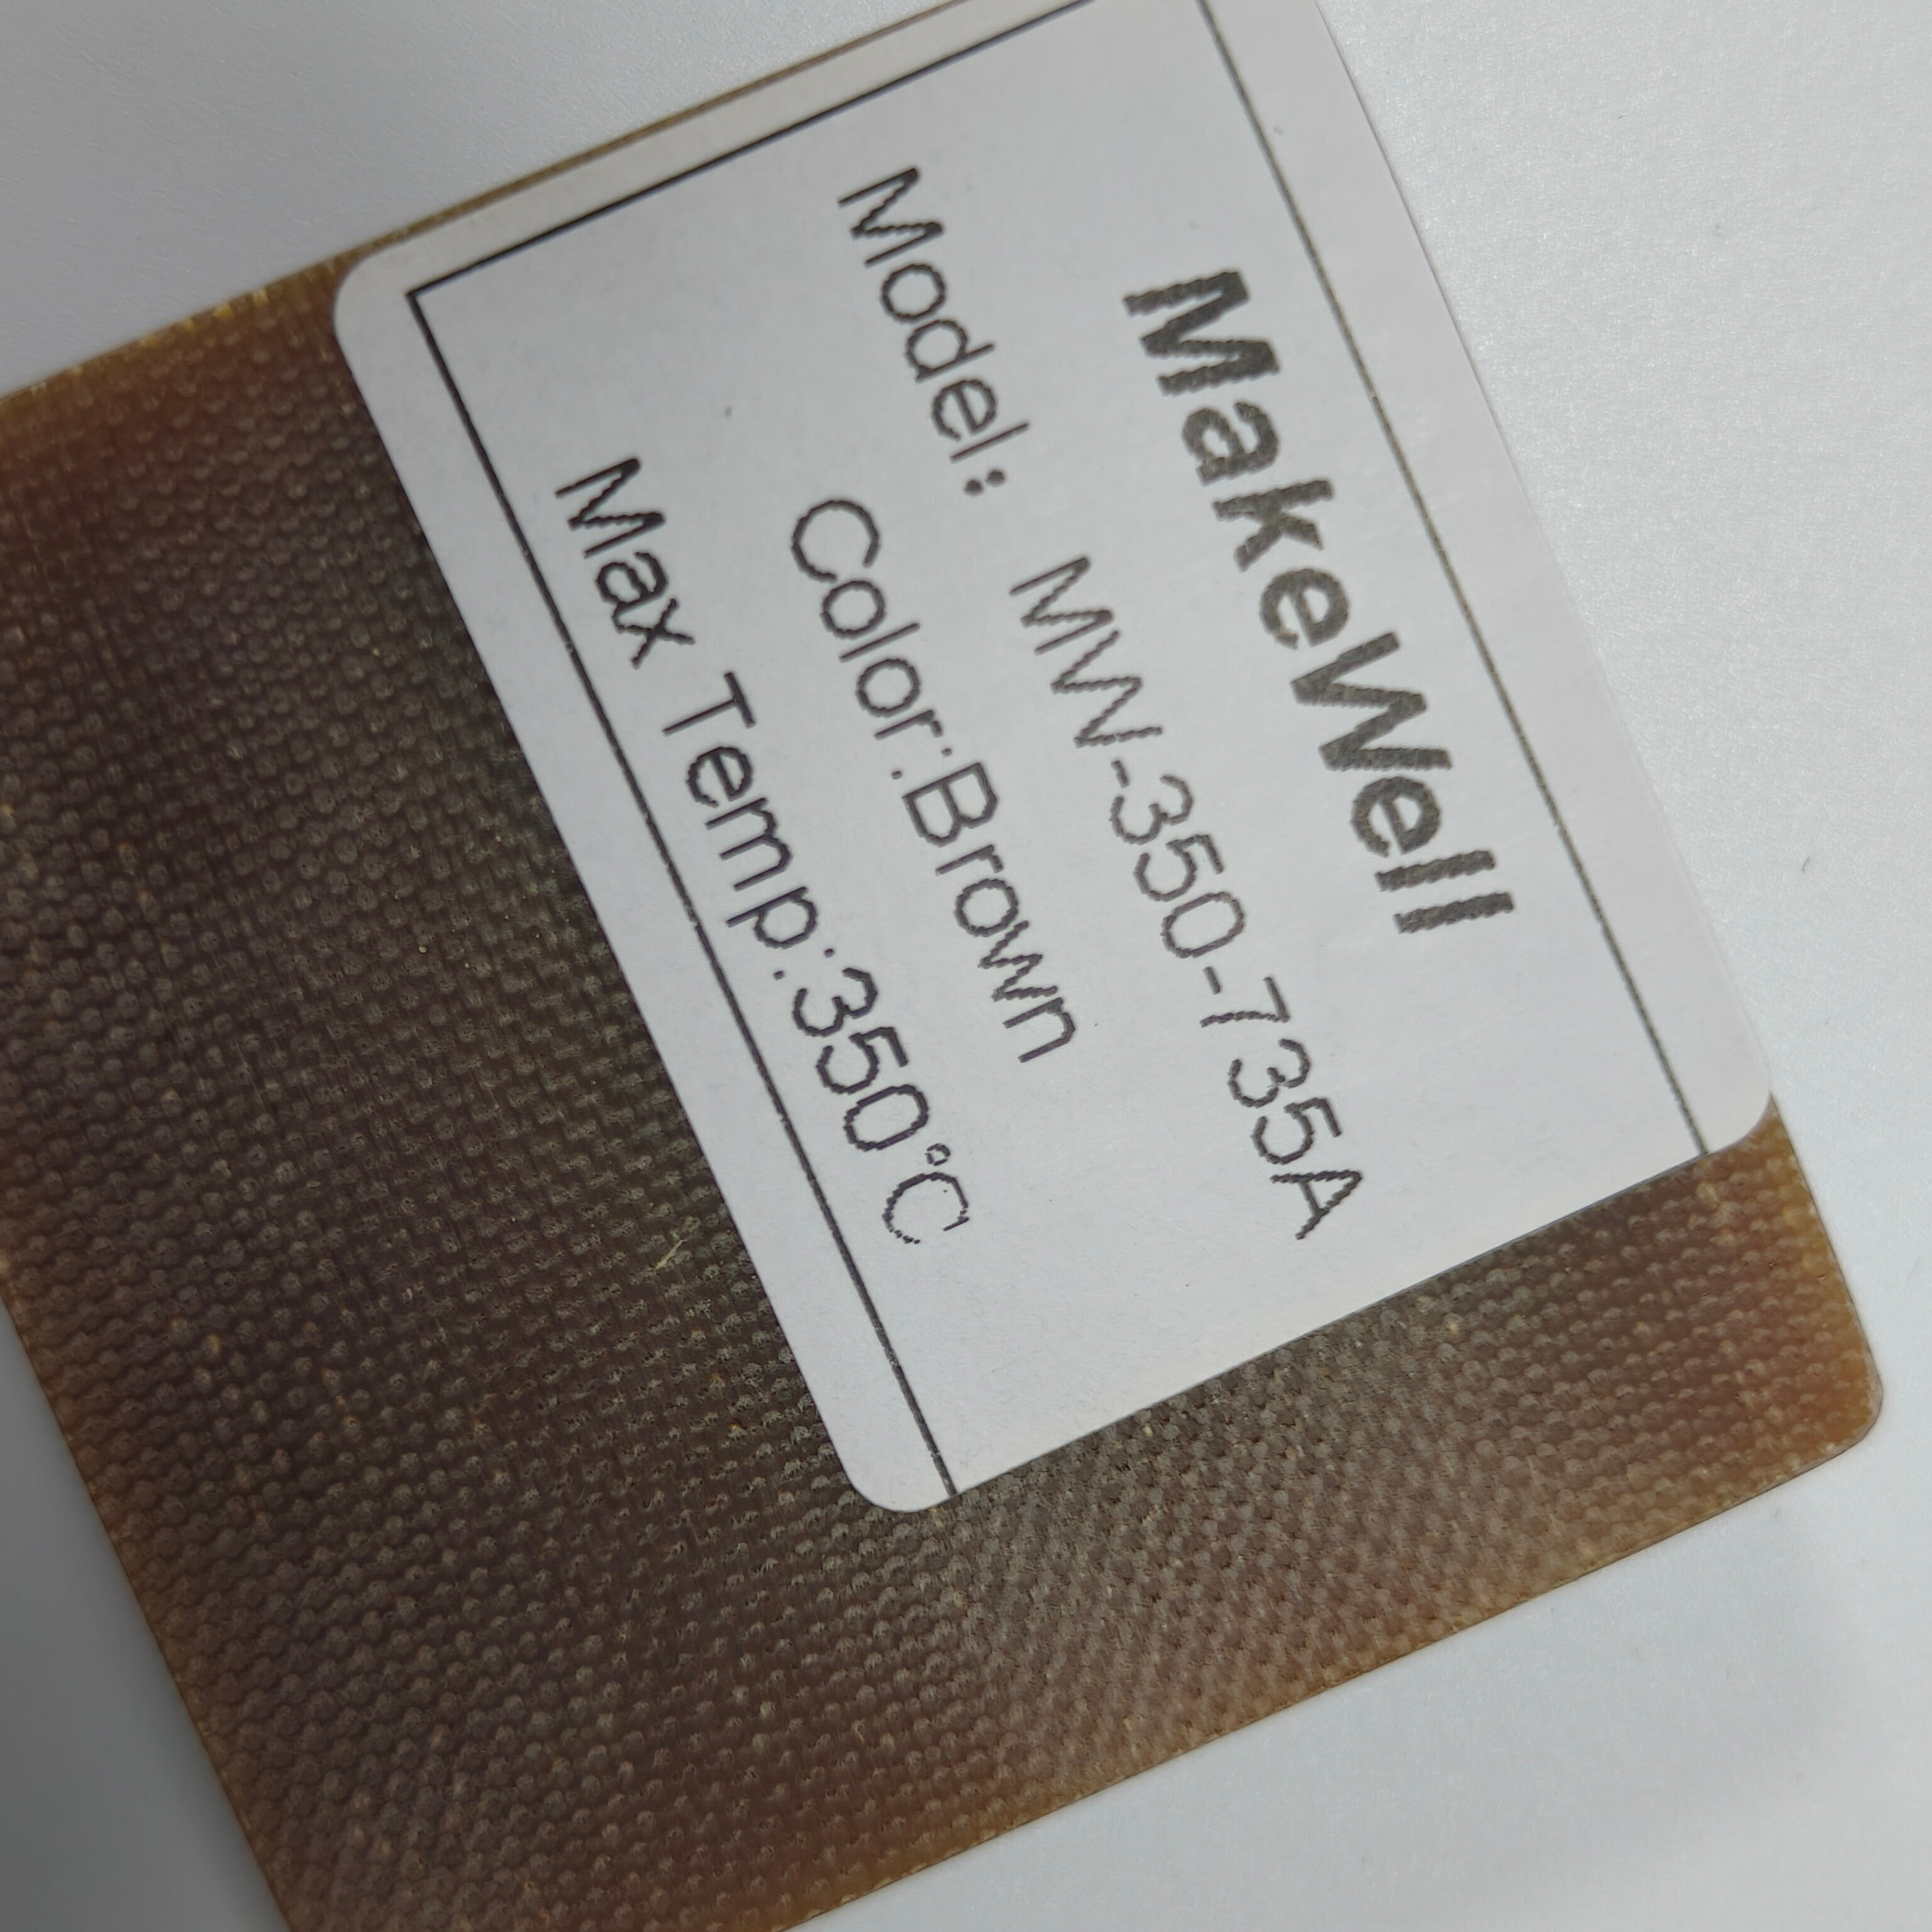 MakeWell
Model: MW-350-735A
Color:Brown
Max Temp:350°C